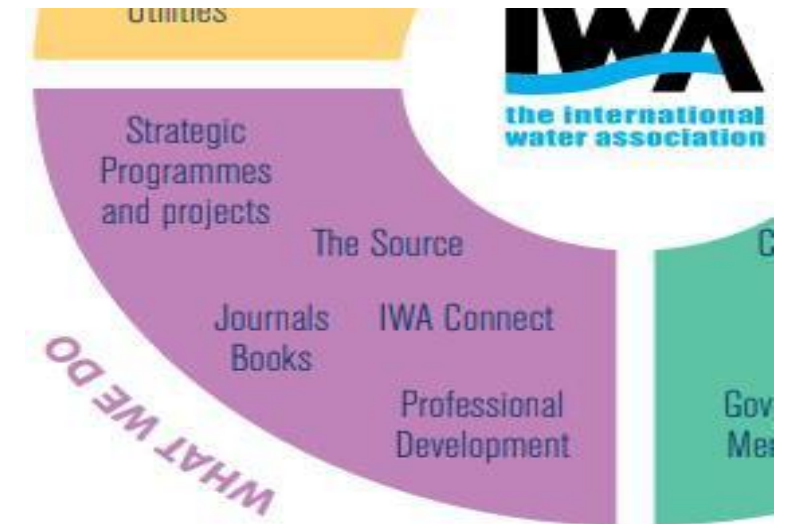 Utilities
IWA
the international
water association
Strategic
Programmes
and projects
The Source
Journals
Books
IWA Connect
Professional
Development
WHAT WE DO